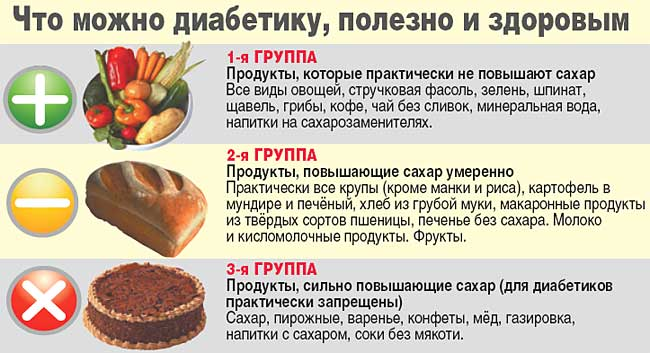 Что можно диабетику, полезно и здоровым
1-я ГРУППА
Продукты, которые практически не повышают сахар
Все виды овощей, стручковая фасоль, зелень, шпинат,
щавель, грибы, кофе, чай без сливок, минеральная вода,
напитки на сахарозаменителях.
2-я ГРУППА
Продукты, повышающие сахар умеренно
Практически все крупы (кроме манки и риса), картофель в
мундире и печёный, хлеб из грубой муки, макаронные продукты
из твёрдых сортов пшеницы, печенье без сахара. Молоко
и кисломолочные продукты. Фрукты.
3-я ГРУППА
Продукты, сильно повышающие сахар (для диабетиков
практически запрещены)
Сахар, пирожные, варенье, конфеты, мёд, газировка,
напитки с сахаром, соки без мякоти.